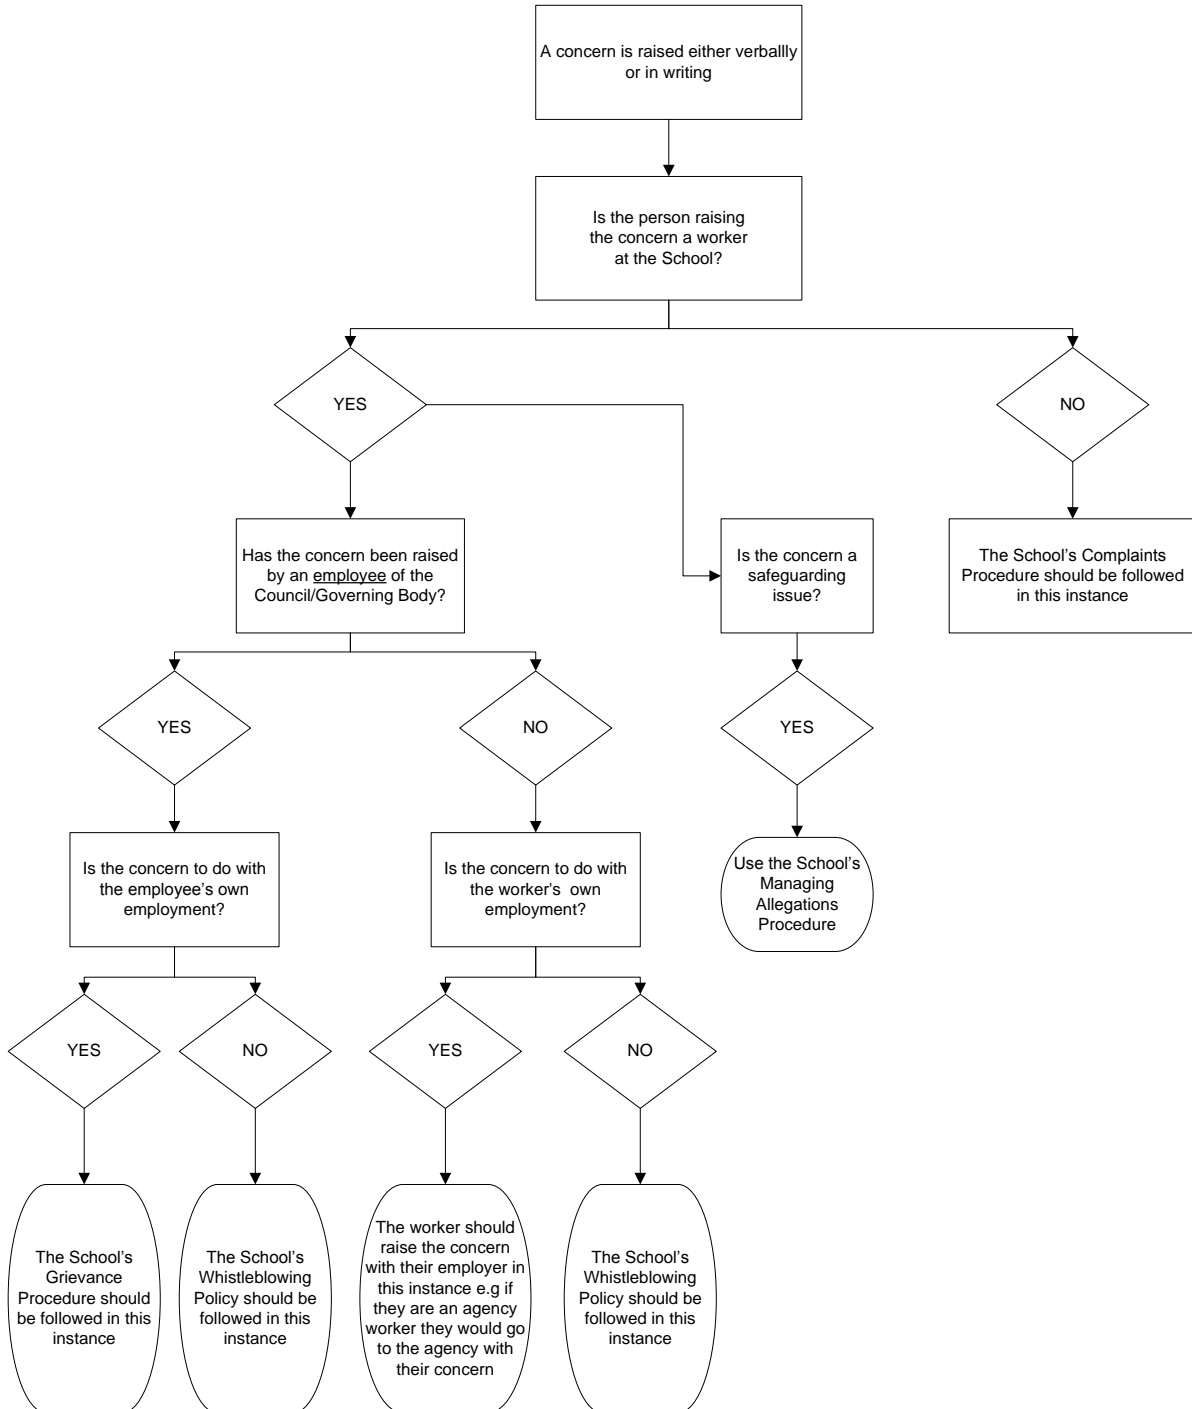 A concern is raised either verballly
or in writing
Is the person raising
the concern a worker
at the School?
YES
NO
Has the concern been raised
by an employee of the
Council/Governing Body?
Is the concern a
safeguarding
issue?
The School's Complaints
Procedure should be followed
in this instance
YES
NO
YES
Is the concern to do with
the employee's own
employment?
Is the concern to do with
the worker's own
employment?
Use the School's
Managing
Allegations
Procedure
YES
NO
YES
NO
The School's
Grievance
Procedure should
be followed in this
instance
The School's
Whistleblowing
Policy should be
followed in this
instance
The worker should
raise the concern
with their employer in
this instance e.g if
they are an agency
worker they would go
to the agency with
their concern
The School's
Whistleblowing
Policy should be
followed in this
instance